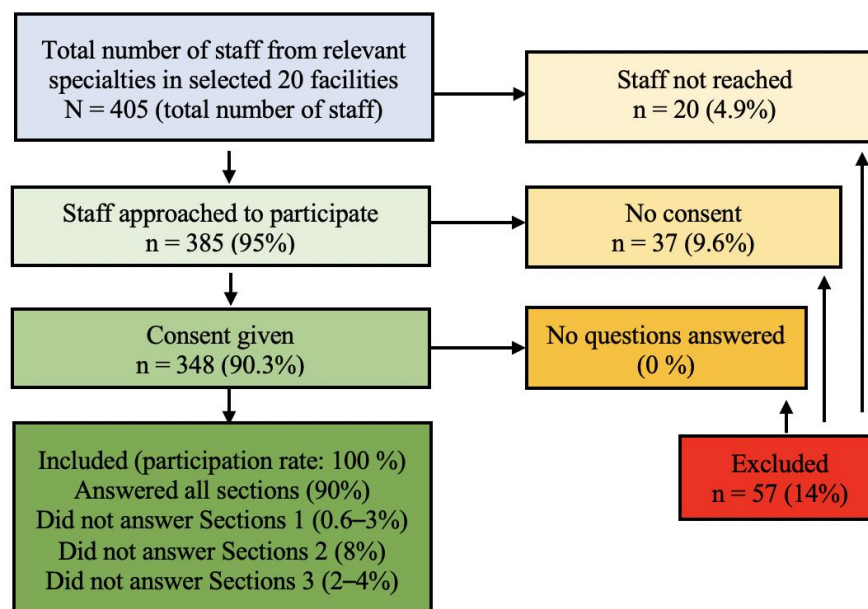 Total number of staff from relevant
specialties in selected 20 facilities
N = 405 (total number of staff)
Staff not reached
n = 20 (4.9%)
Staff approached to participate
n = 385 (95%)
No consent
n = 37 (9.6%)
Consent given
n = 348 (90.3%)
No questions answered
(0 %)
Included (participation rate: 100 %)
Answered all sections (90%)
Did not answer Sections 1 (0.6–3%)
Did not answer Sections 2 (8%)
Did not answer Sections 3 (2–4%)
Excluded
n = 57 (14%)